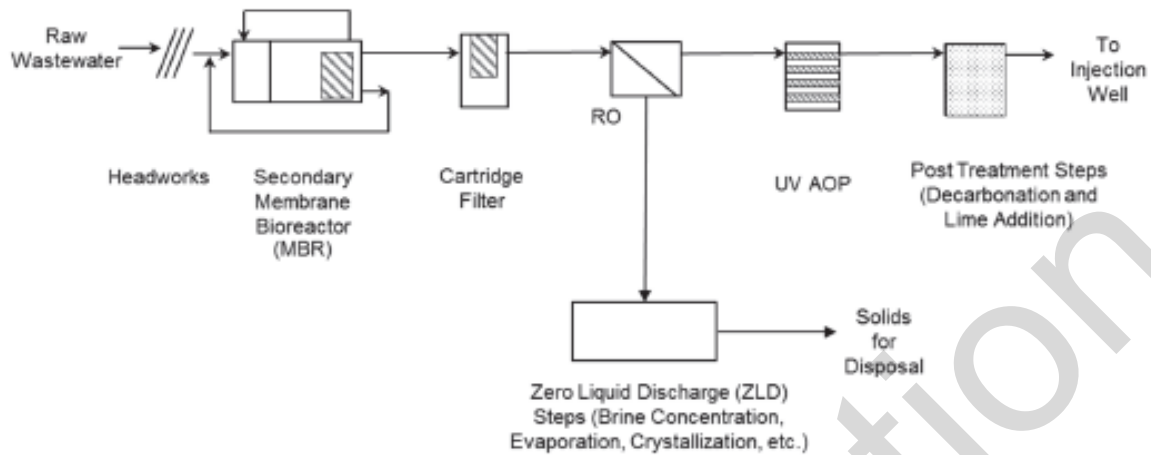 Raw
Wastewater
To
Injection
Well
RO
Headworks
Secondary
Membrane
Bioreactor
(MBR)
Cartridge
Filter
UV AOP
Post Treatment Steps
(Decarbonation and
Lime Addition)
Solids
for
Disposal
Zero Liquid Discharge (ZLD)
Steps (Brine Concentration,
Evaporation, Crystallization, etc.)
tion